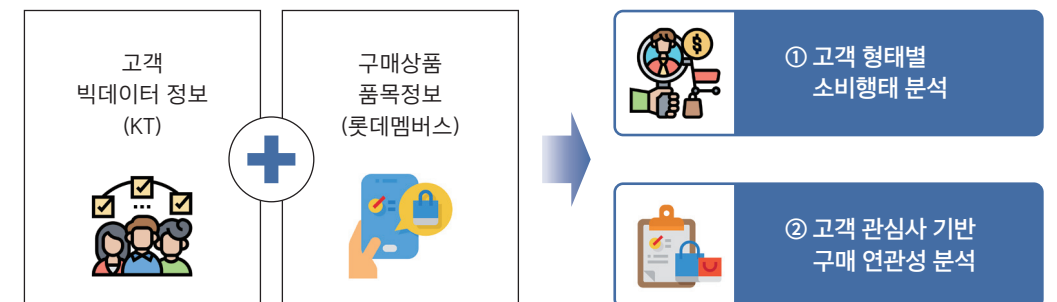 고객
빅데이터 정보
(KT)
구매상품
품목정보
(롯데멤버스)
① 고객 형태별
소비행태 분석
② 고객 관심사 기반
구매 연관성 분석